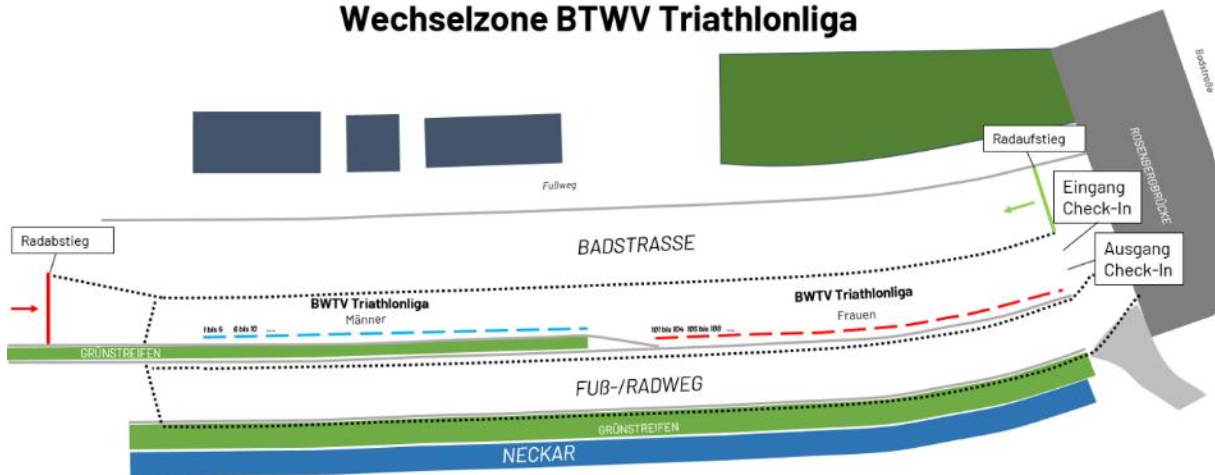 Wechselzone BTWV Triathlonliga
Badstraße
Radaufstieg
ROSENBERGBRÜCKE
Fußweg
Eingang
Check-In
Radabstieg
BADSTRASSE
Ausgang
Check-In
BWTV Triathlonliga
Männer
BWTV Triathlonliga
Frauen
1 bis 5 6 bis 10 ....
101 bis 104 105 bis 108 ....
GRÜNSTREIFEN
FUß-/RADWEG
GRÜNSTREIFEN
NECKAR